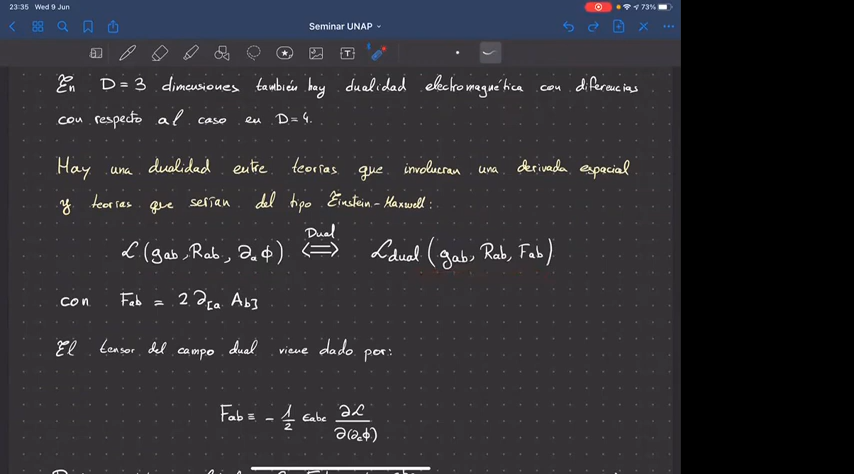 23:35 Wed 9 Jun
73%
Seminar UNAP
En D = 3 dimensiones también hay dualidad electromagnética con diferencias
con respecto al caso en D = 4.
Hay una dualidad entre teorías que involucran una derivada espacial
y teorías que serían del tipo Einstein-Maxwell:
ℒ (gab, Rab, ∂a ϕ) ⟺ Dual ℒdual (gab, Rab, Fab)
con Fab = 2 ∂[a Ab]
El tensor del campo dual viene dado por:
Fab ≡ - 1/2 ϵabc ∂ℒ/∂(∂cϕ)